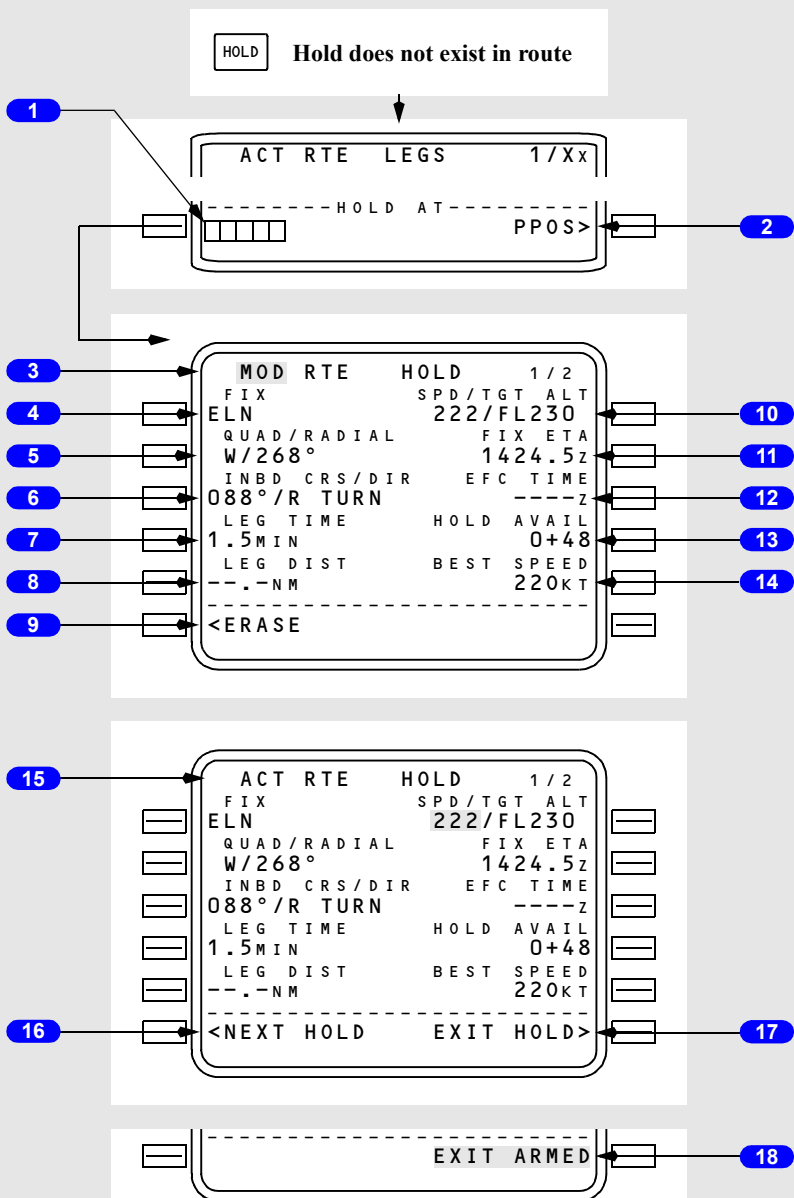 HOLD Hold does not exist in route
1
ACT RTE LEGS 1/Xx
--------HOLD AT---------
PPOS> 2
3 MOD RTE HOLD 1/2
FIX SPD/TGT ALT
4 ELN 222/FL230 10
QUAD/RADIAL FIX ETA
5 W/268° 1424.5z 11
INBD CRS/DIR EFC TIME
6 088°/R TURN ----z 12
LEG TIME HOLD AVAIL
7 1.5MIN 0+48 13
LEG DIST BEST SPEED
8 --.-NM 220KT 14
------------------------
9 <ERASE
15 ACT RTE HOLD 1/2
FIX SPD/TGT ALT
ELN 222/FL230
QUAD/RADIAL FIX ETA
W/268° 1424.5z
INBD CRS/DIR EFC TIME
088°/R TURN ----z
LEG TIME HOLD AVAIL
1.5MIN 0+48
LEG DIST BEST SPEED
--.-NM 220KT
------------------------
16 <NEXT HOLD EXIT HOLD> 17
------------------------
EXIT ARMED 18